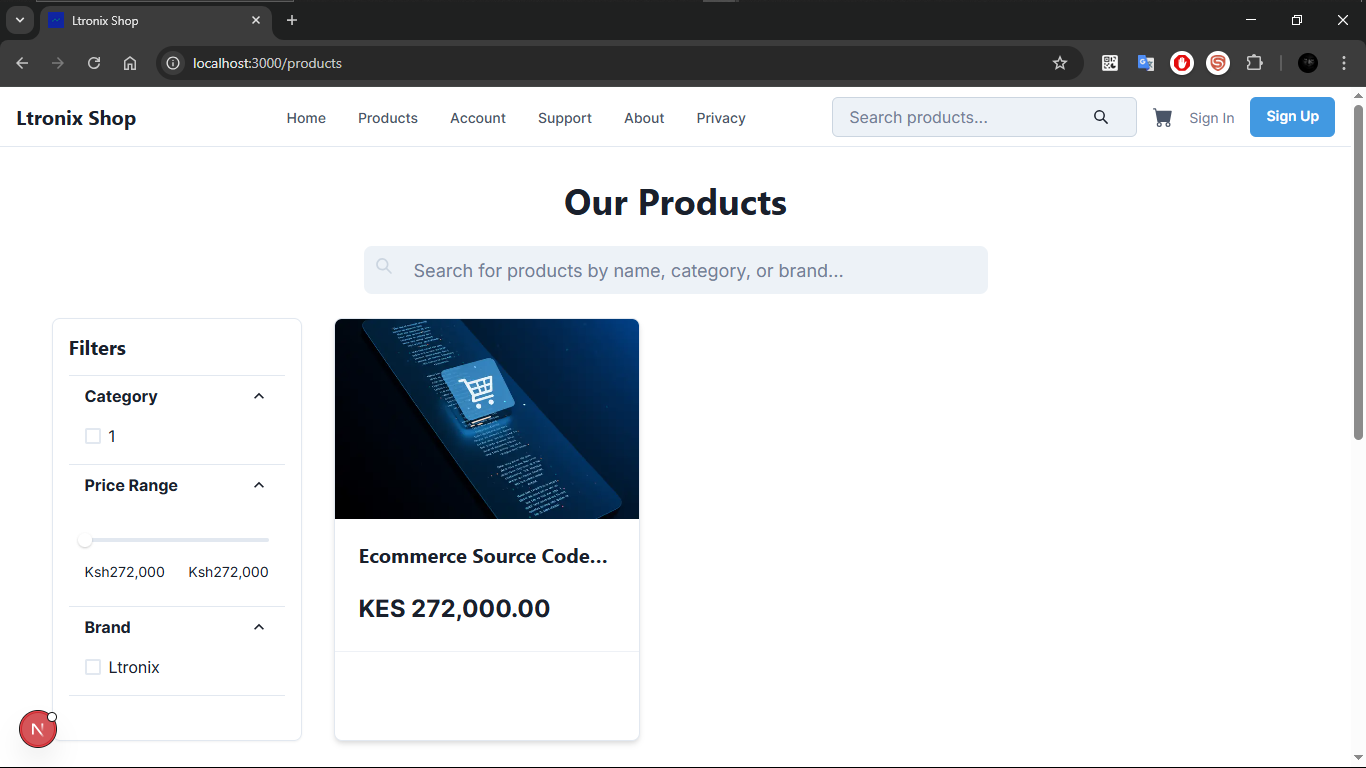 Ltronix Shop
localhost:3000/products
Ltronix Shop
Home Products Account Support About Privacy
Search products...
Sign In
Sign Up
Our Products
Search for products by name, category, or brand...
Filters
Category
1
Price Range
Ksh272,000 Ksh272,000
Brand
Ltronix
Ecommerce Source Code...
KES 272,000.00
N